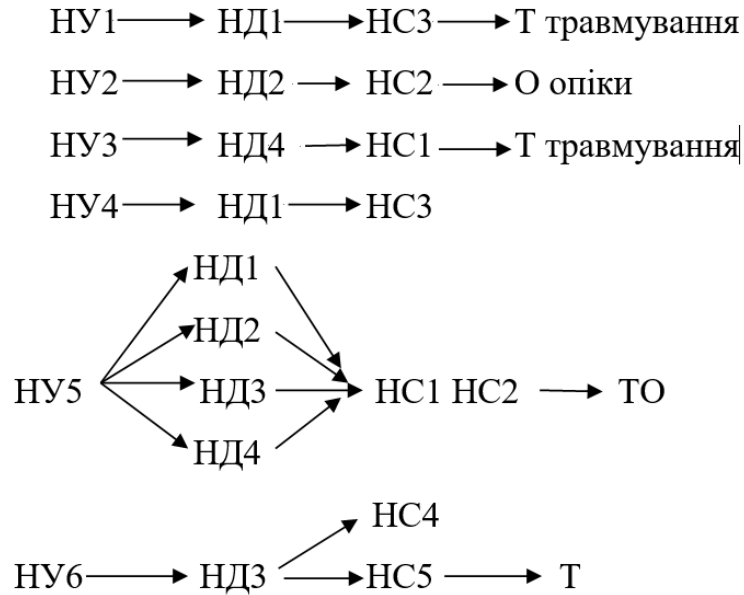 НУ1 НД1 НС3 Т травмування
НУ2 НД2 НС2 О опіки
НУ3 НД4 НС1 Т травмування
НУ4 НД1 НС3
НД1
НД2
НУ5 НД3 НС1 НС2 ТО
НД4
НС4
НУ6 НД3 НС5 Т